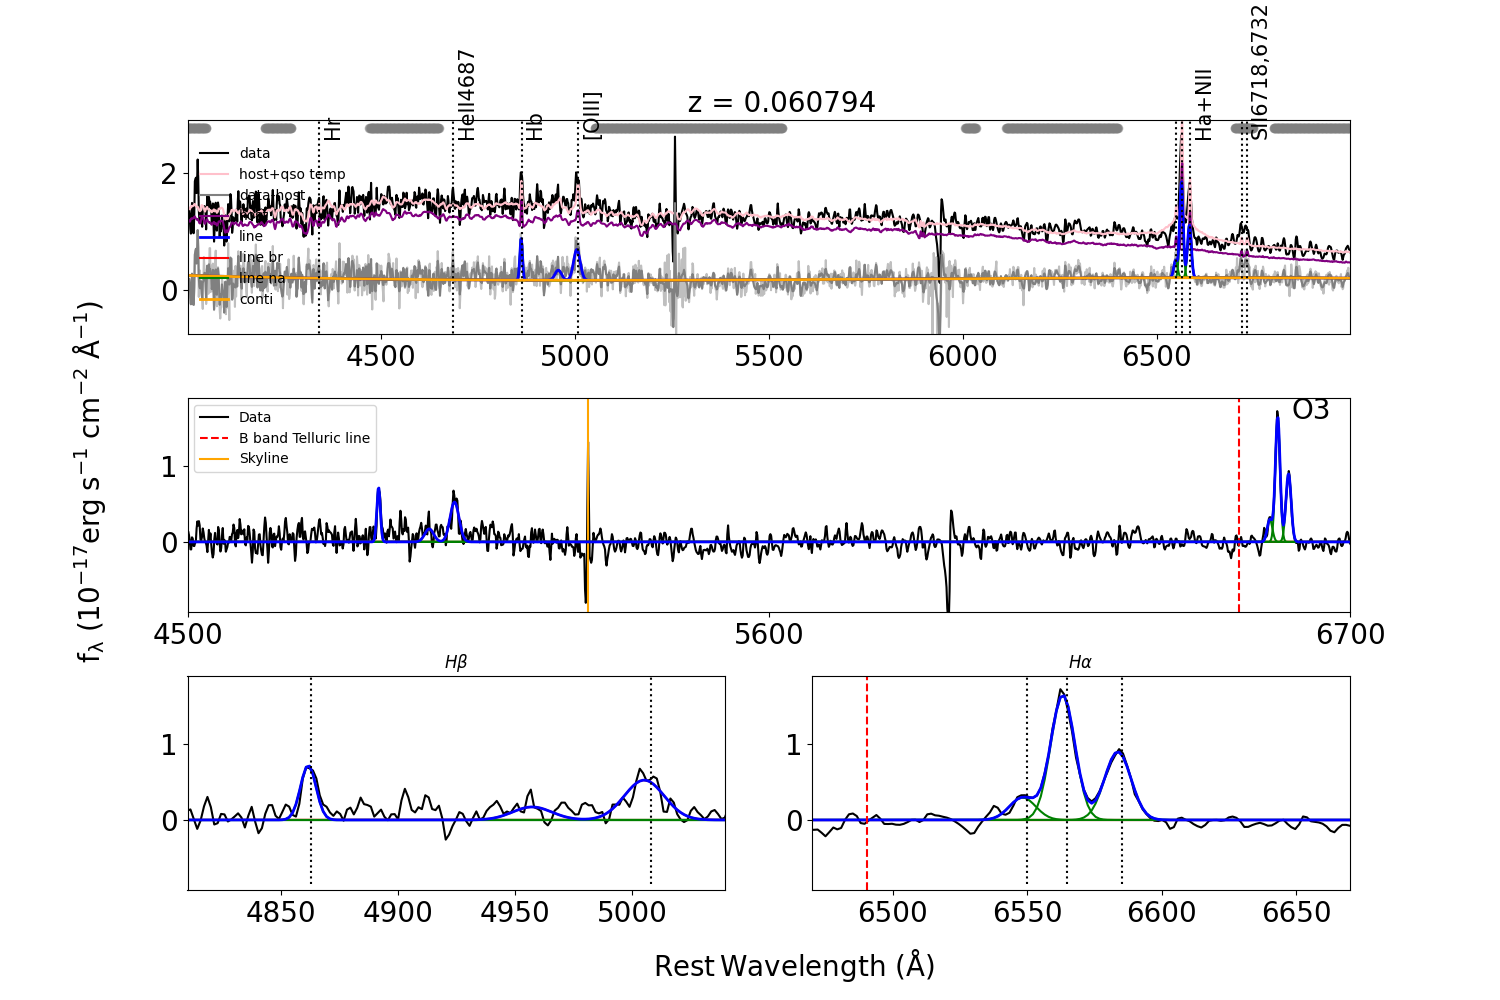 z = 0.060794
Hr
HeII4687
Hb
[OIII]
Ha+NII
SII6718,6732
data
host+qso temp
data-host
host
line
line br
line na
conti
2
0
4500
5000
5500
6000
6500
fλ (10⁻¹⁷erg s⁻¹ cm⁻² Å⁻¹)
Data
B band Telluric line
Skyline
O3
1
0
4500
5600
6700
Hβ
1
0
4850
4900
4950
5000
Hα
1
0
6500
6550
6600
6650
Rest Wavelength (Å)